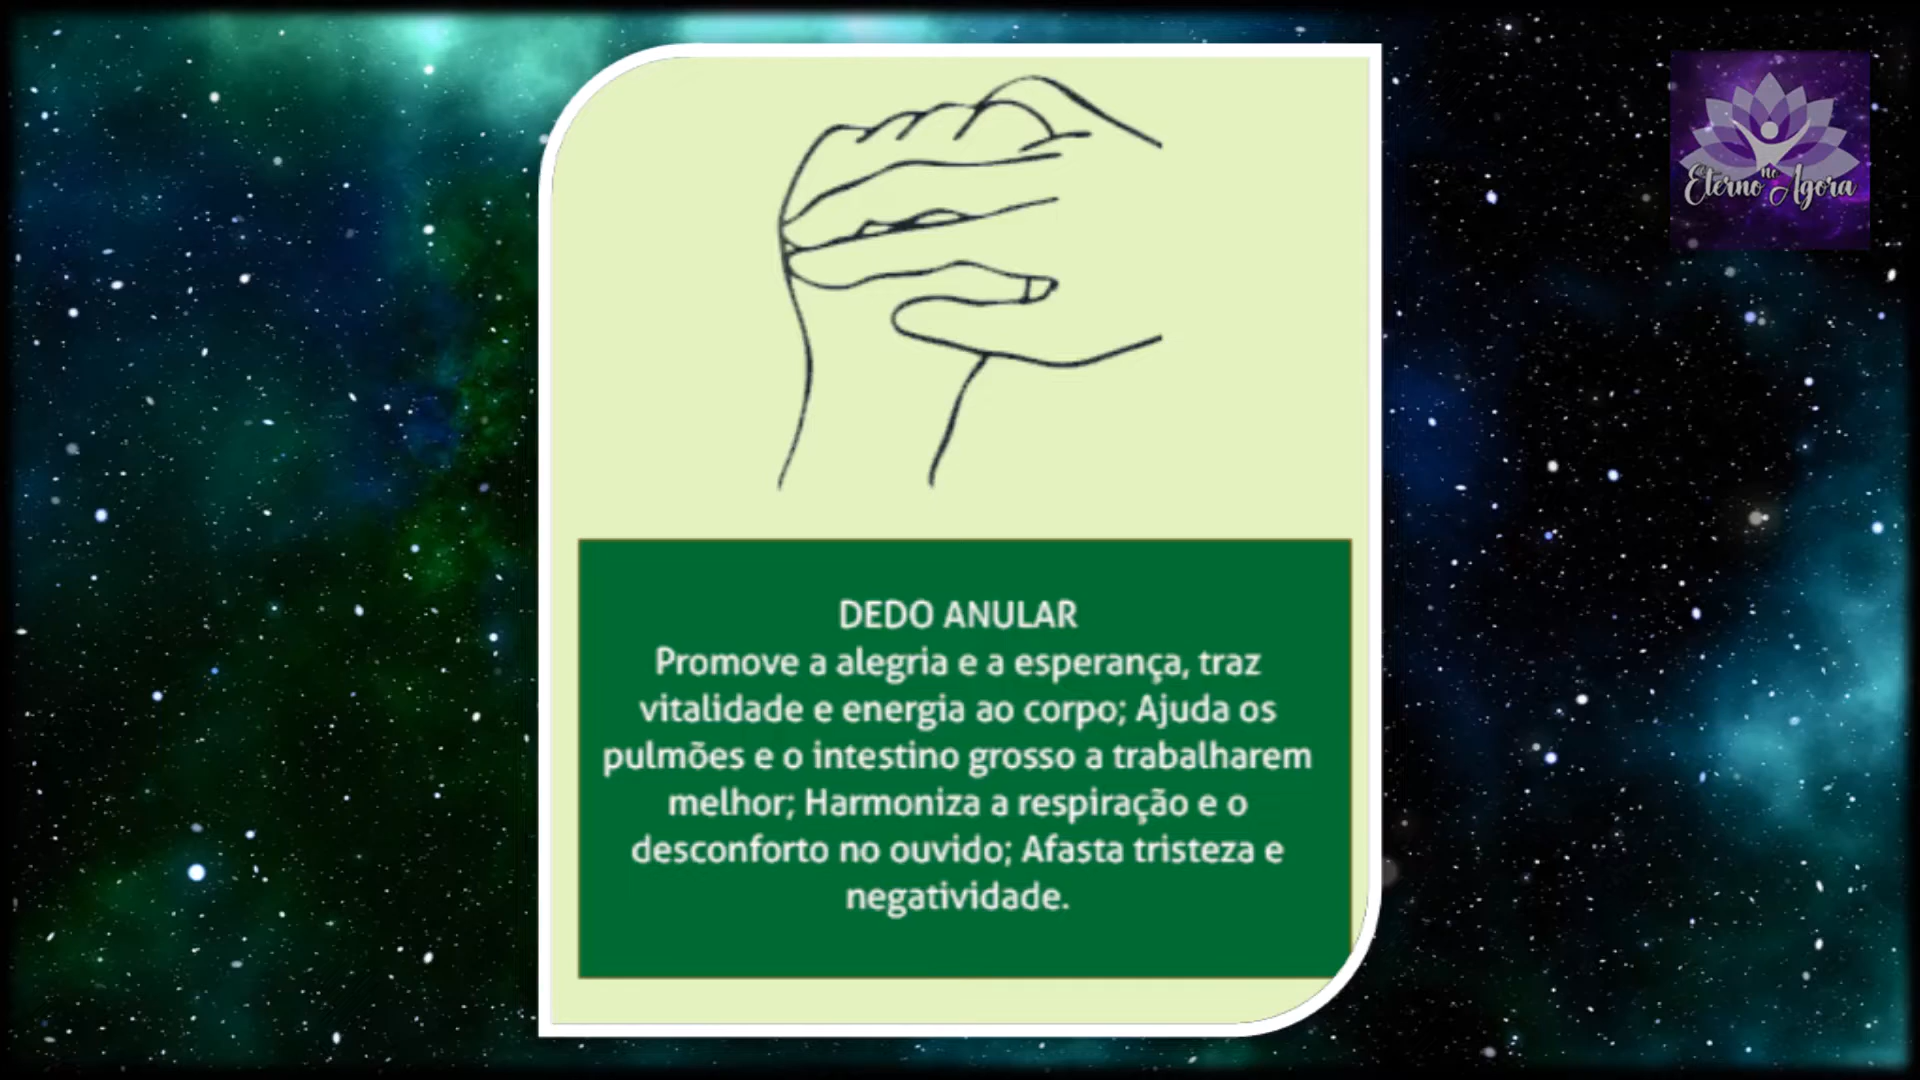 Eterno no Agora
DEDO ANULAR
Promove a alegria e a esperança, traz
vitalidade e energia ao corpo; Ajuda os
pulmões e o intestino grosso a trabalharem
melhor; Harmoniza a respiração e o
desconforto no ouvido; Afasta tristeza e
negatividade.